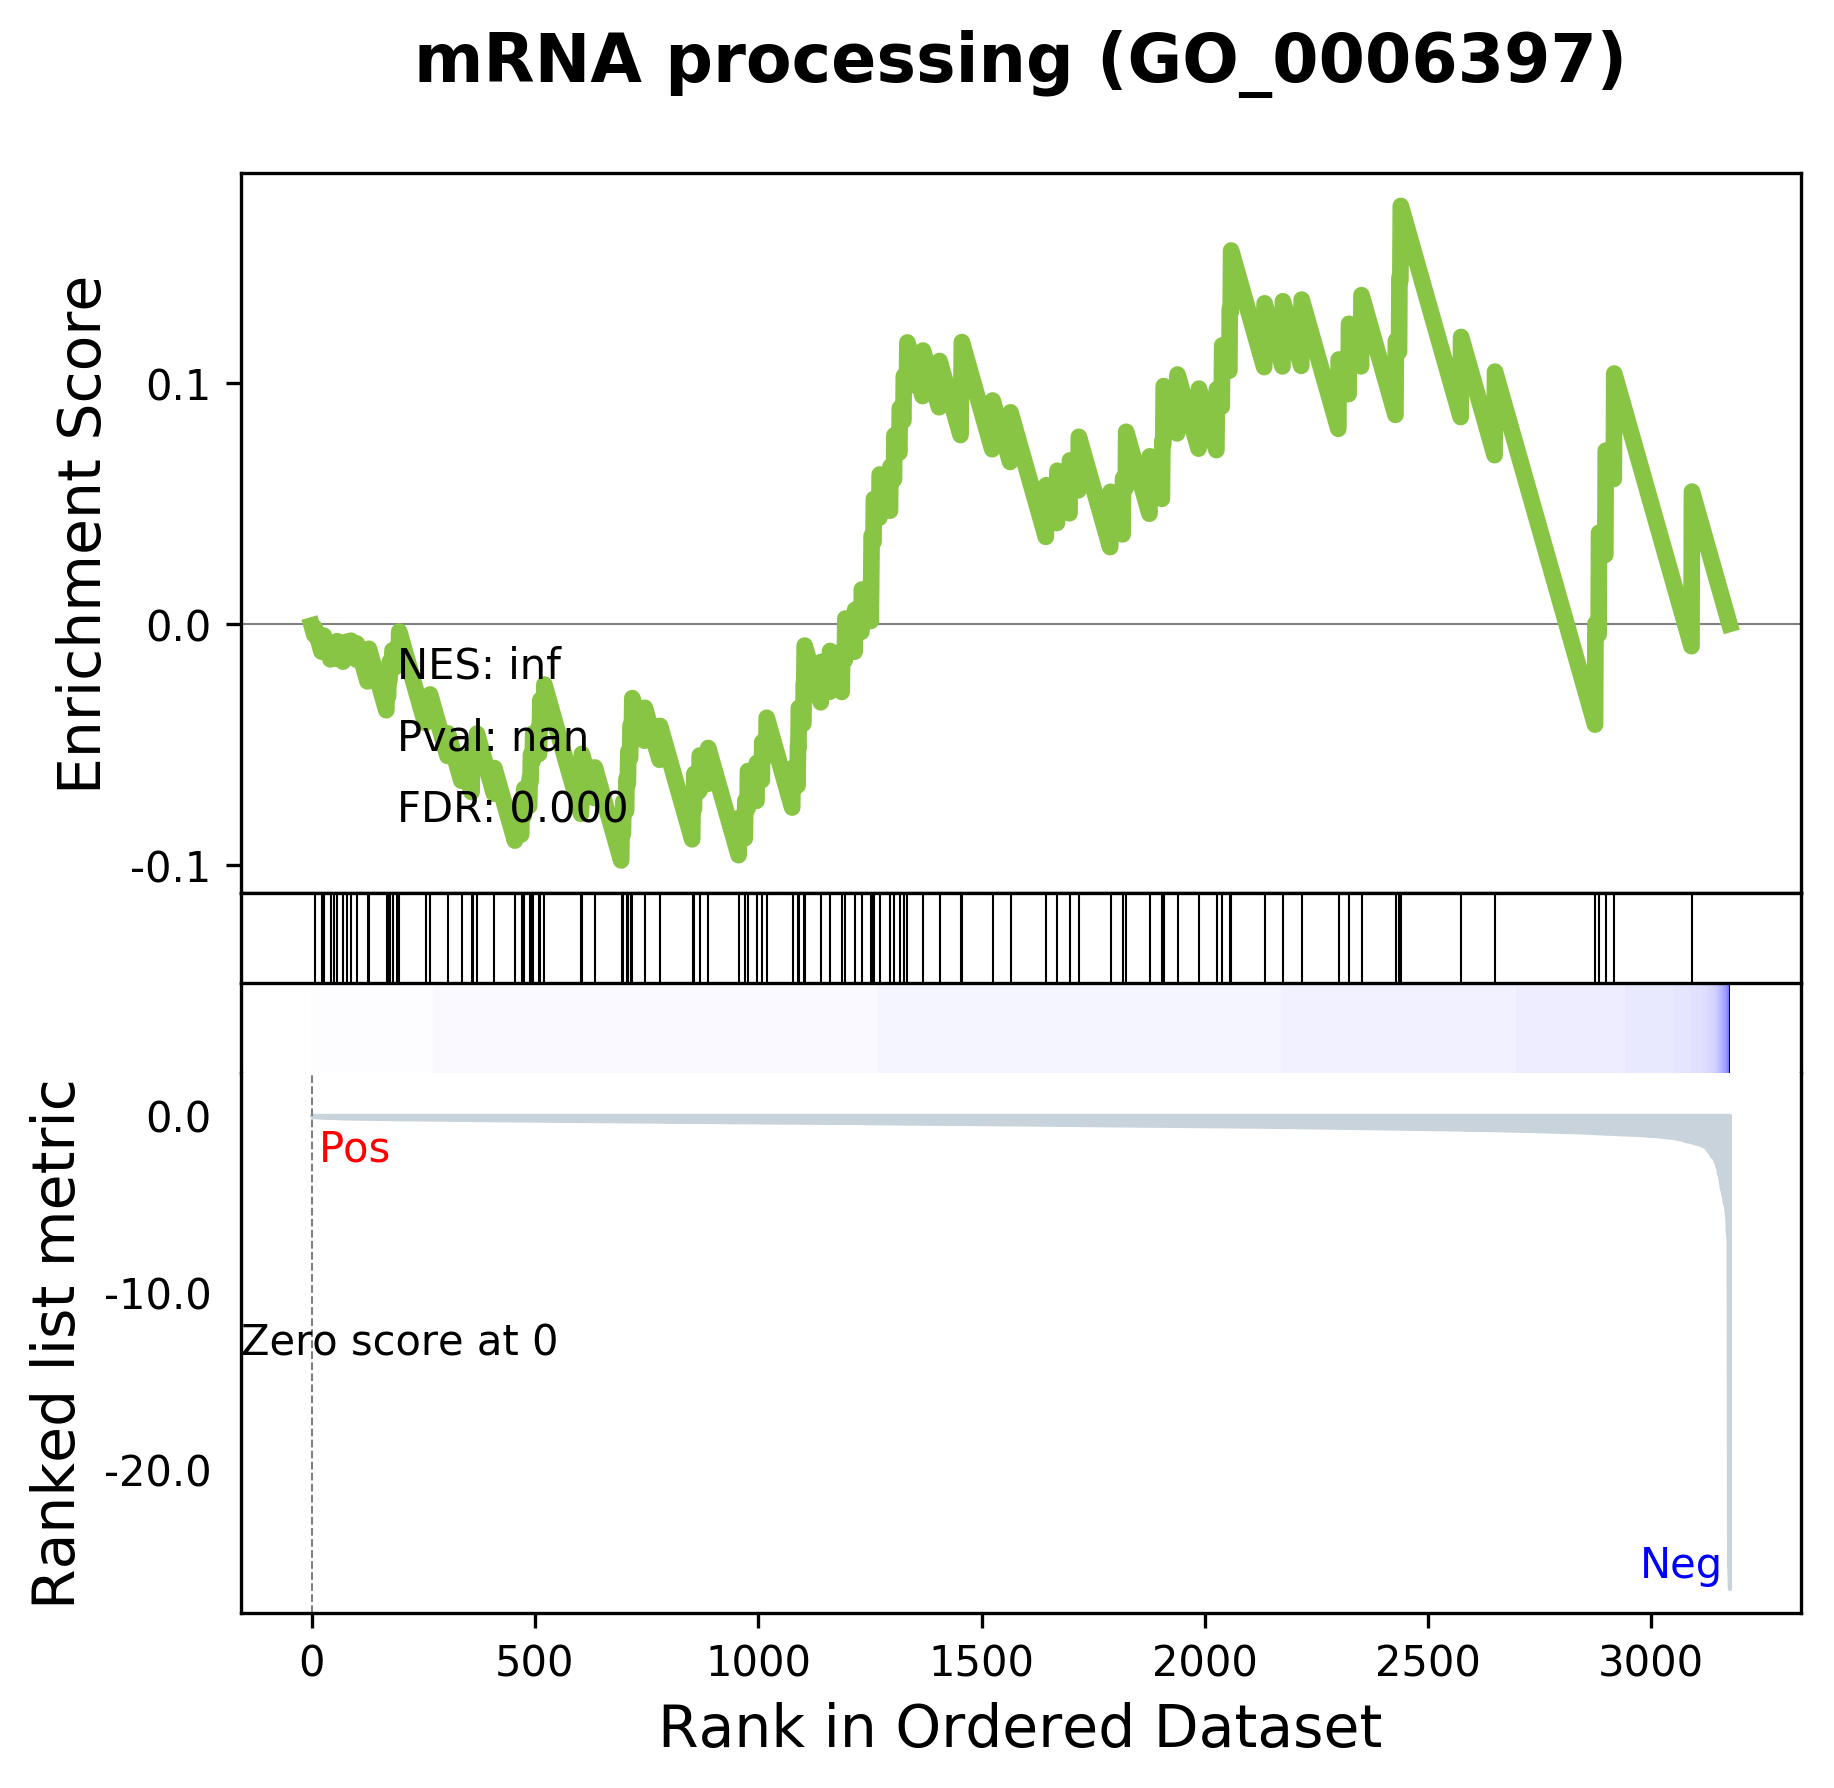 mRNA processing (GO_0006397)
Enrichment Score
0.1
0.0
-0.1
NES: inf
Pval: nan
FDR: 0.000
Ranked list metric
0.0
-10.0
-20.0
Pos
Zero score at 0
Neg
0 500 1000 1500 2000 2500 3000
Rank in Ordered Dataset